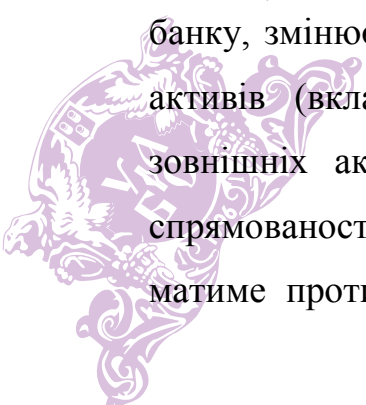 банку, змінює
активів (вкла
зовнішніх ак
спрямованост
матиме проти